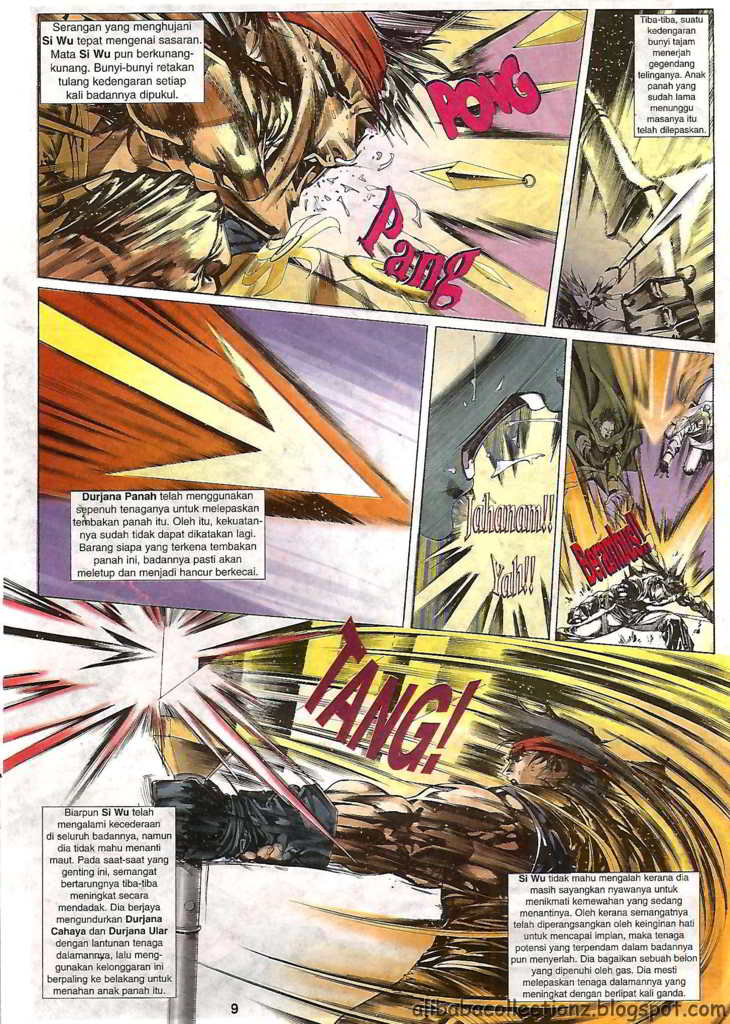 Serangan yang menghujani
Si Wu tepat mengenai sasaran.
Mata Si Wu pun berkunang-
kunang. Bunyi-bunyi retakan
tulang kedengaran setiap
kali badannya dipukul.
PONG
Pang
Tiba-tiba, suatu
kedengaran
bunyi tajam
menerjah
gegendang
telinganya. Anak
panah yang
sudah lama
menunggu
masanya itu
telah dilepaskan.
Durjana Panah telah menggunakan
sepenuh tenaganya untuk melepaskan
tembakan panah itu. Oleh itu, kekuatan-
nya sudah tidak dapat dikatakan lagi.
Barang siapa yang terkena tembakan
panah ini, badannya pasti akan
meletup dan menjadi hancur berkecai.
Jahanam!!
Yah!!
TANG!
Biarpun Si Wu telah
mengalami kecederaan
di seluruh badannya, namun
dia tidak mahu menanti
maut. Pada saat-saat yang
genting ini, semangat
bertarungnya tiba-tiba
meningkat secara
mendadak. Dia berjaya
mengundurkan Durjana
Cahaya dan Durjana Ular
dengan lantunan tenaga
dalamannya, lalu meng-
gunakan kelonggaran ini
berpaling ke belakang untuk
menahan anak panah itu.
Si Wu tidak mahu mengalah kerana dia
masih sayangkan nyawanya untuk
menikmati kemewahan yang sedang
menantinya. Oleh kerana semangatnya
telah diperangsangkan oleh keinginan hati
untuk mencapai impian, maka tenaga
potensi yang terpendam dalam badannya
pun menyerlah. Dia bagaikan sebuah belon
yang dipenuhi oleh gas. Dia mesti
melepaskan tenaga dalamannya yang
meningkat dengan berlipat kali ganda.
9
alibabacollectionz.blogspot.com